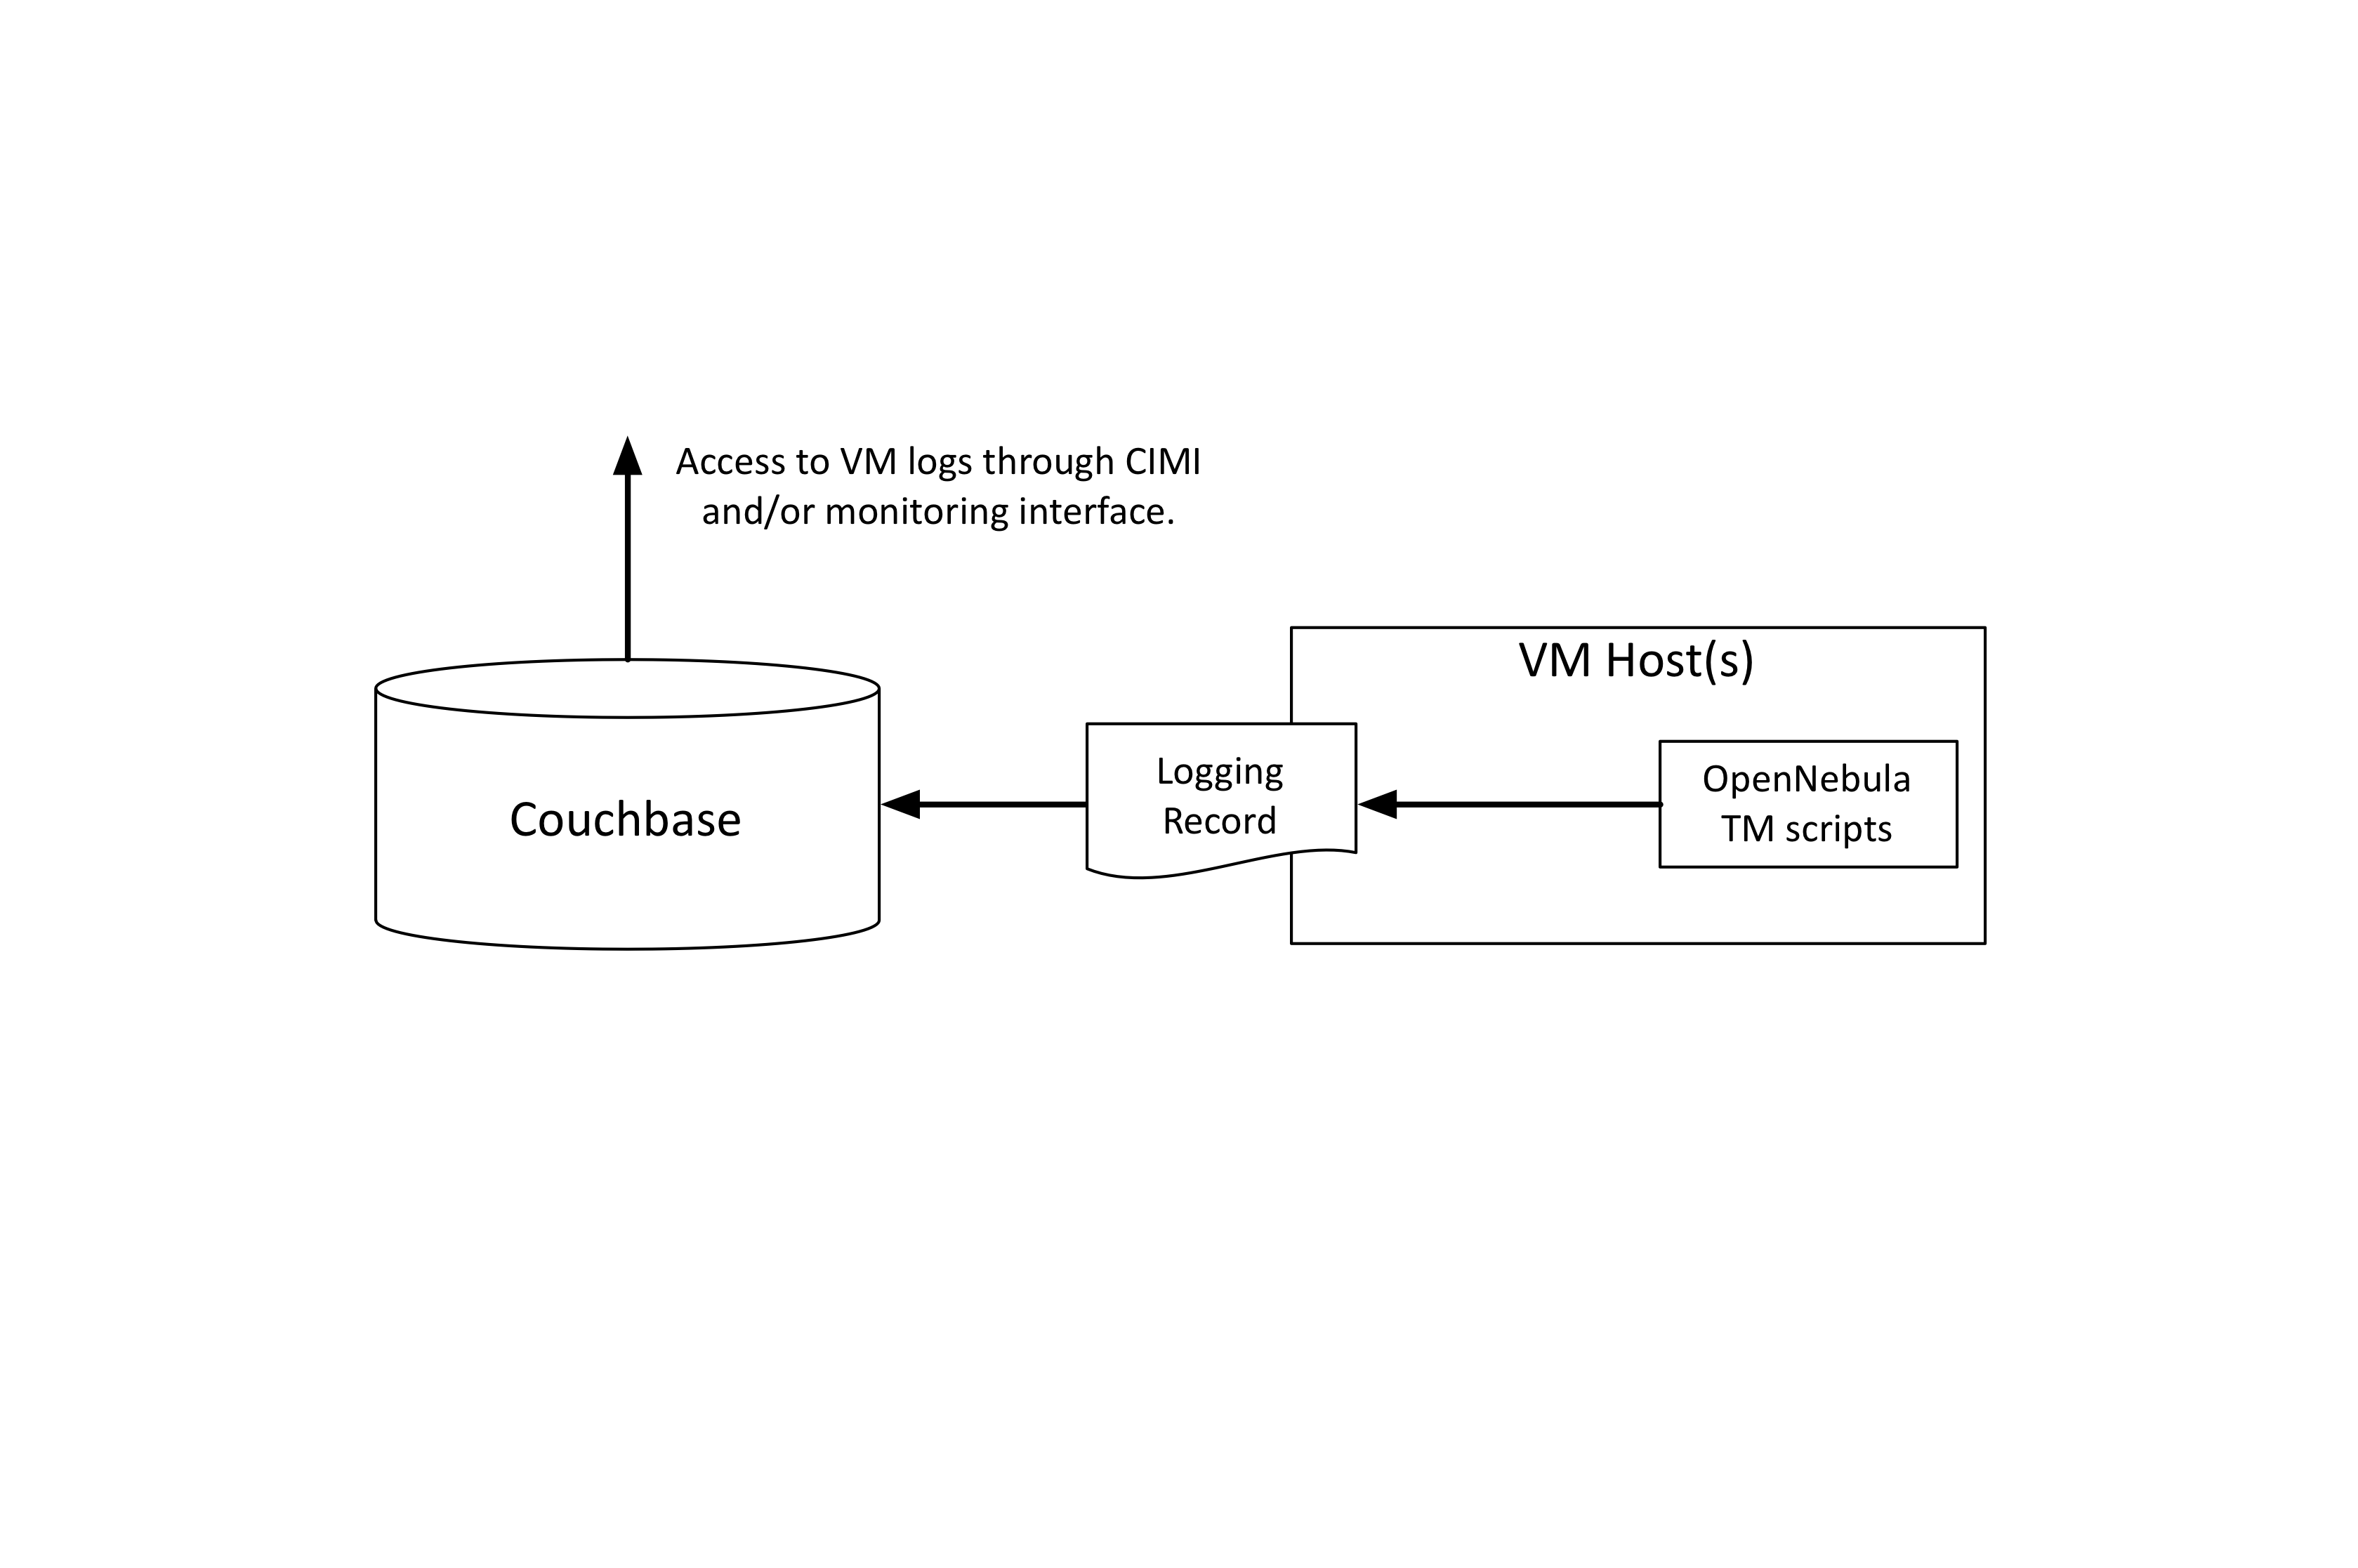 Access to VM logs through CIMI
and/or monitoring interface.
VM Host(s)
Couchbase
Logging
Record
OpenNebula
TM scripts